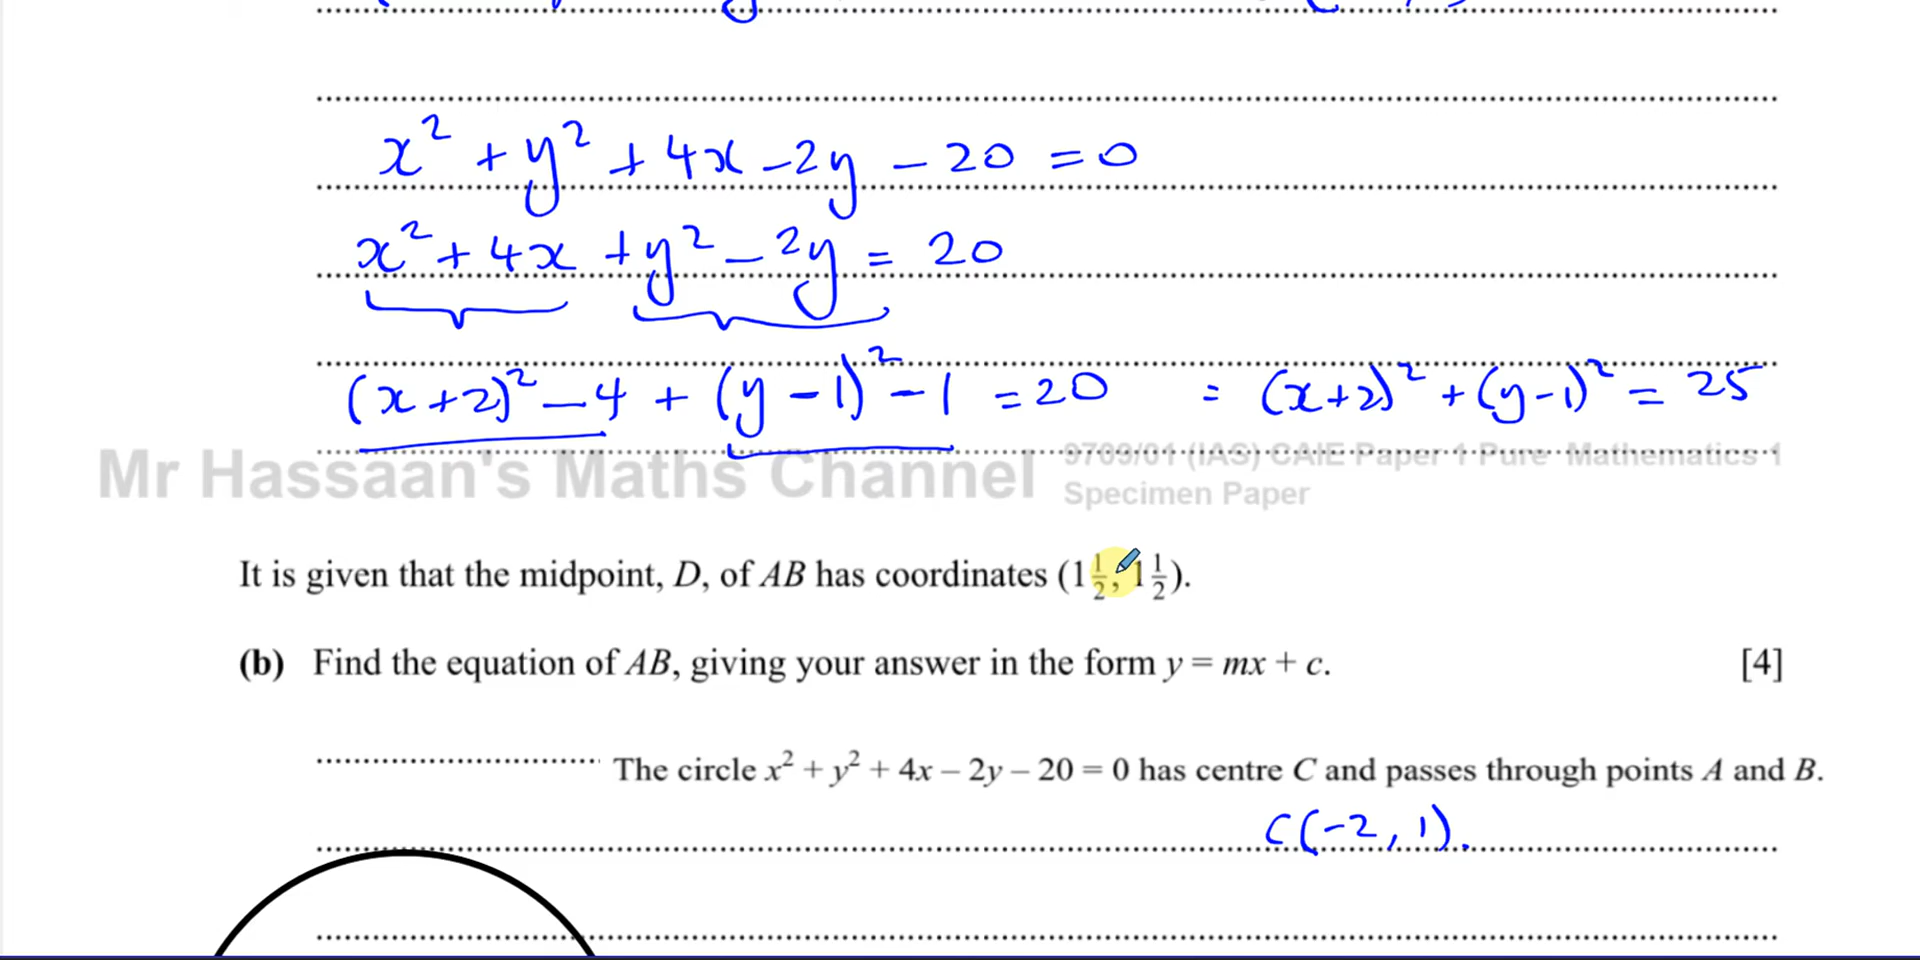 x² + y² + 4x - 2y - 20 = 0
x² + 4x + y² - 2y = 20
(x+2)² - 4 + (y - 1)² - 1 = 20 = (x+2)² + (y-1)² = 25
Mr Hassaan's Maths Channel 9709/01 (IAS) CAIE Paper 1 Pure Mathematics 1
Specimen Paper
It is given that the midpoint, D, of AB has coordinates (1½, 1½).
(b) Find the equation of AB, giving your answer in the form y = mx + c. [4]
The circle x² + y² + 4x – 2y – 20 = 0 has centre C and passes through points A and B.
C(-2, 1).